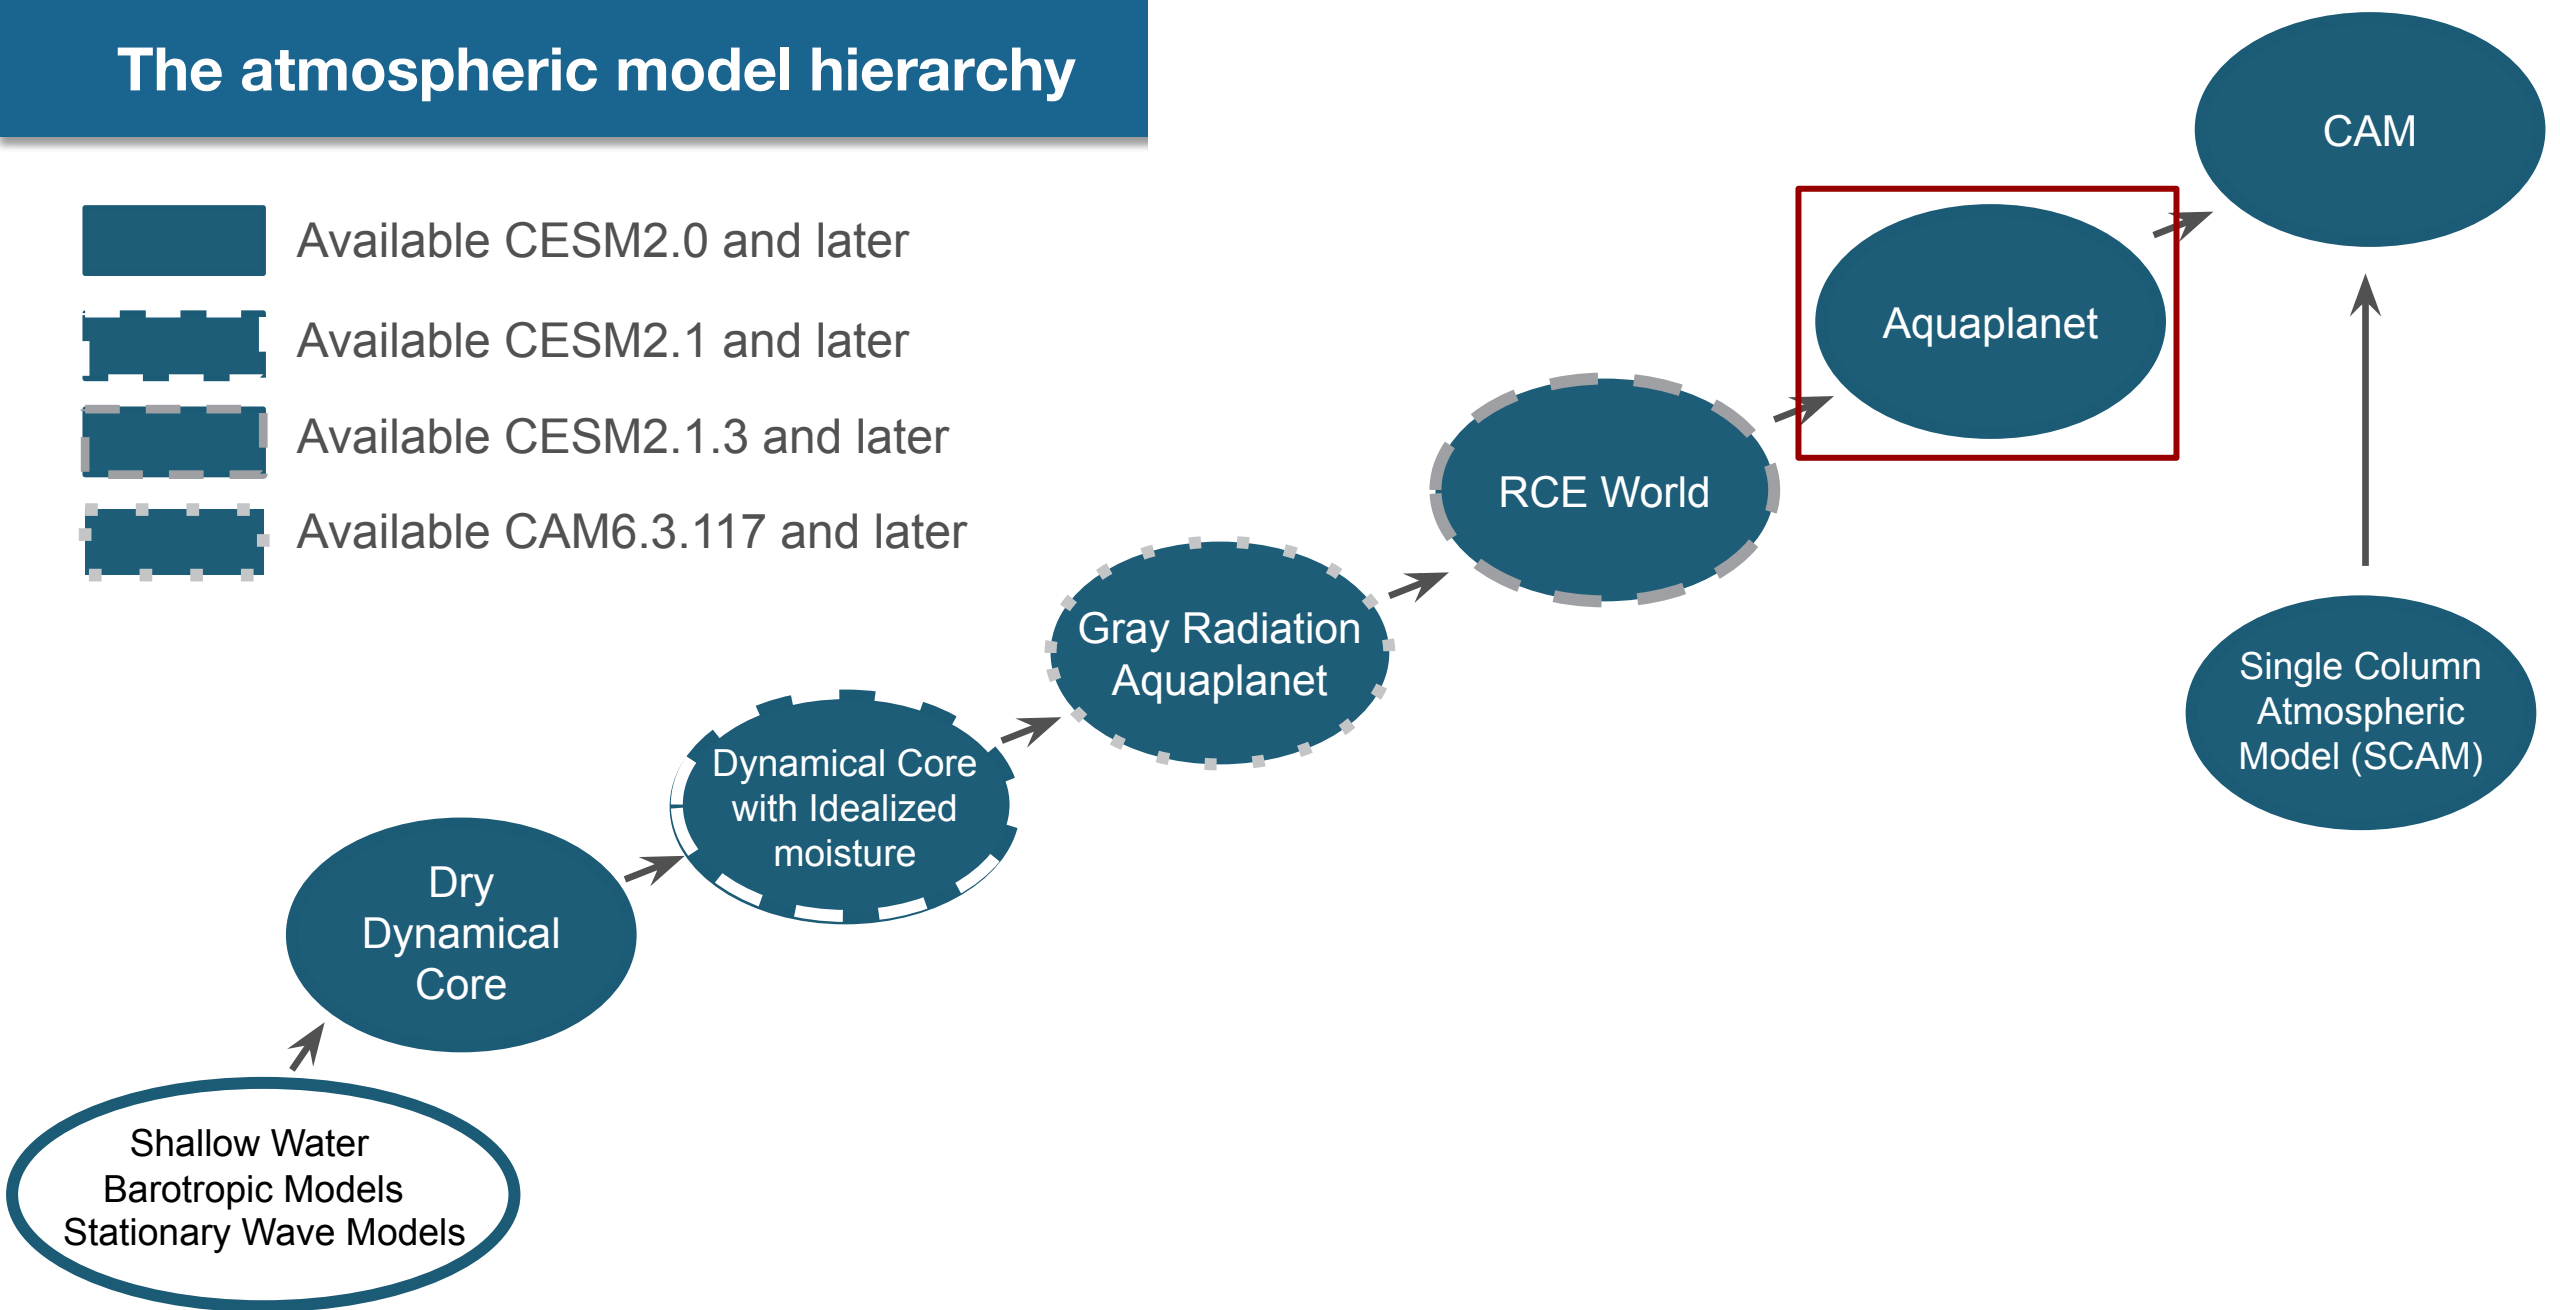 The atmospheric model hierarchy
Available CESM2.0 and later
Available CESM2.1 and later
Available CESM2.1.3 and later
Available CAM6.3.117 and later
CAM
Aquaplanet
RCE World
Gray Radiation
Aquaplanet
Single Column
Atmospheric
Model (SCAM)
Dynamical Core
with Idealized
moisture
Dry
Dynamical
Core
Shallow Water
Barotropic Models
Stationary Wave Models